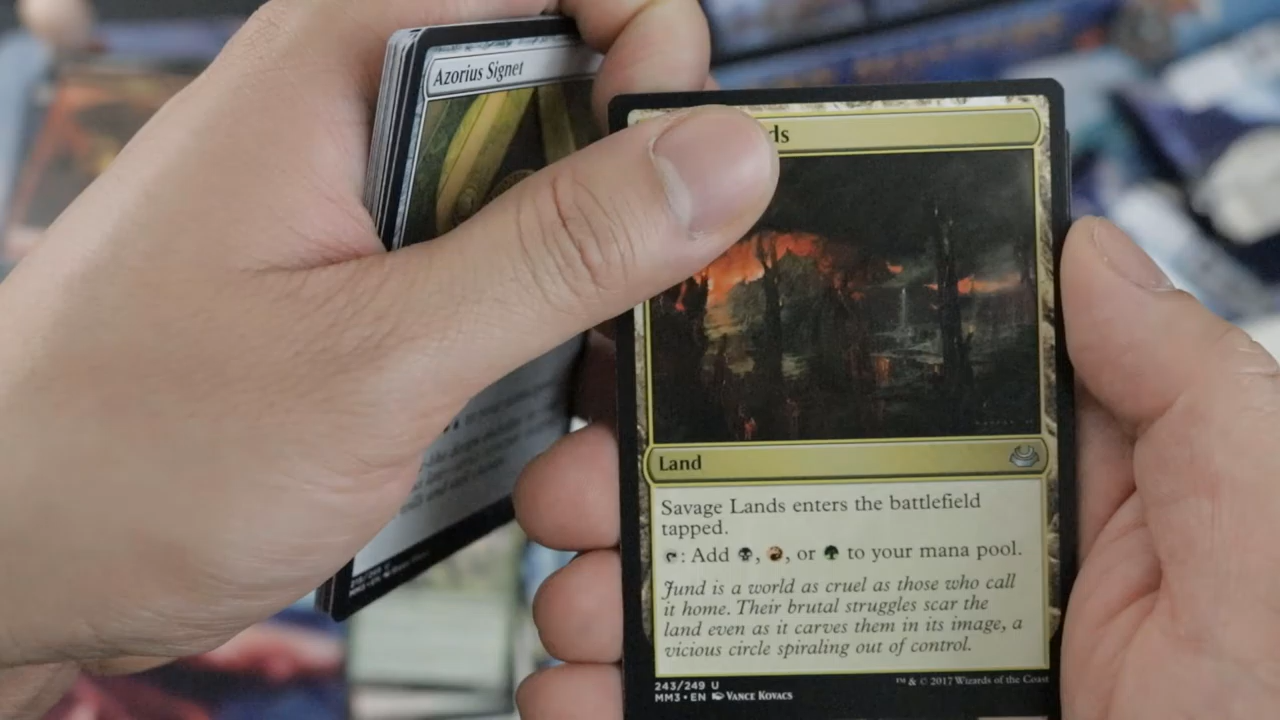 Azorius Signet
ds
Land
Savage Lands enters the battlefield
tapped.
: Add , , or to your mana pool.
Jund is a world as cruel as those who call
it home. Their brutal struggles scar the
land even as it carves them in its image, a
vicious circle spiraling out of control.
243/249 U
MM3 • EN VANCE KOVACS
™ & © 2017 Wizards of the Coast
MM3 • EN